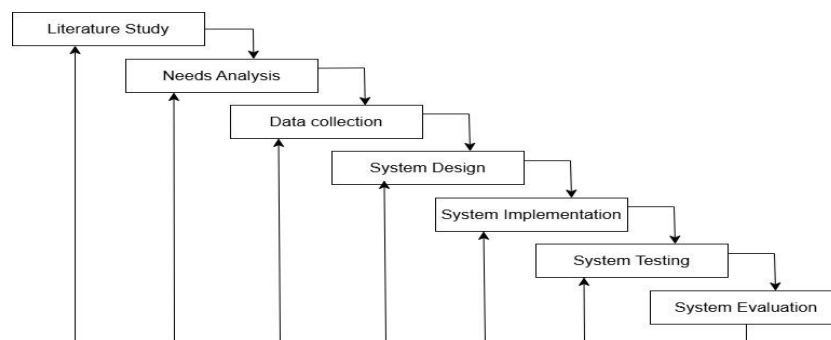 Literature Study
Needs Analysis
Data collection
System Design
System Implementation
System Testing
System Evaluation